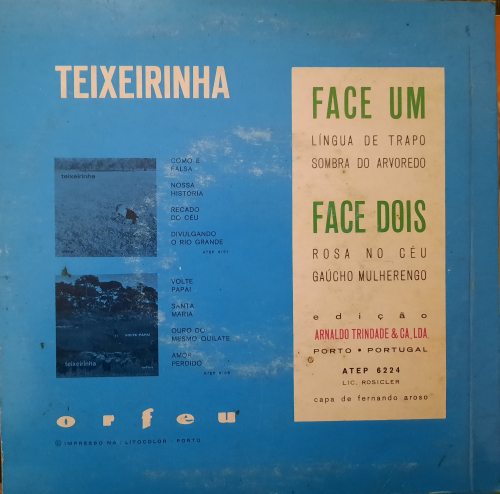 TEIXEIRINHA
teixeirinha
COMO É
FALSA
NOSSA
HISTÓRIA
RECADO
DO CÉU
DIVULGANDO
O RIO GRANDE
VOLTE
PAPAI
SANTA
MARIA
OURO DO
MESMO QUILATE
AMOR
PERDIDO
VOLTE PAPAI
teixeirinha
orfeu
IMPRESSO NA · LITOCOLOR · PORTO
FACE UM
LÍNGUA DE TRAPO
SOMBRA DO ARVOREDO
FACE DOIS
ROSA NO CÉU
GAÚCHO MULHERENGO
edição
ARNALDO TRINDADE & CA, LDA.
PORTO • PORTUGAL
ATEP 6224
LIC. ROSICLER
capa de fernando aroso